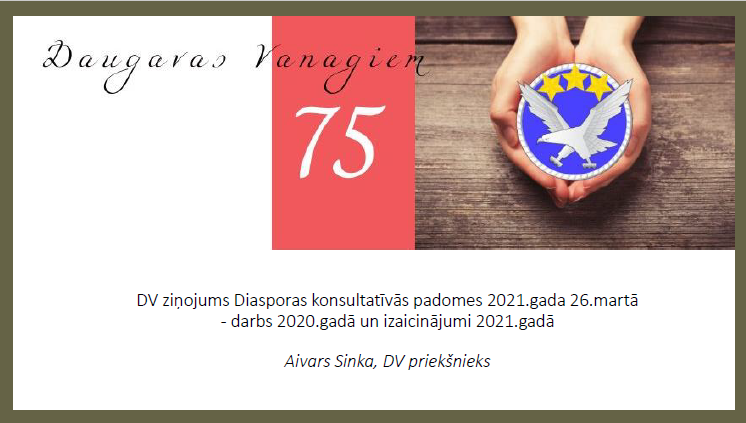 Daugavas Vanagiem
75
DV ziņojums Diasporas konsultatīvās padomes 2021.gada 26.martā
- darbs 2020.gadā un izaicinājumi 2021.gadā
Aivars Sinka, DV priekšnieks